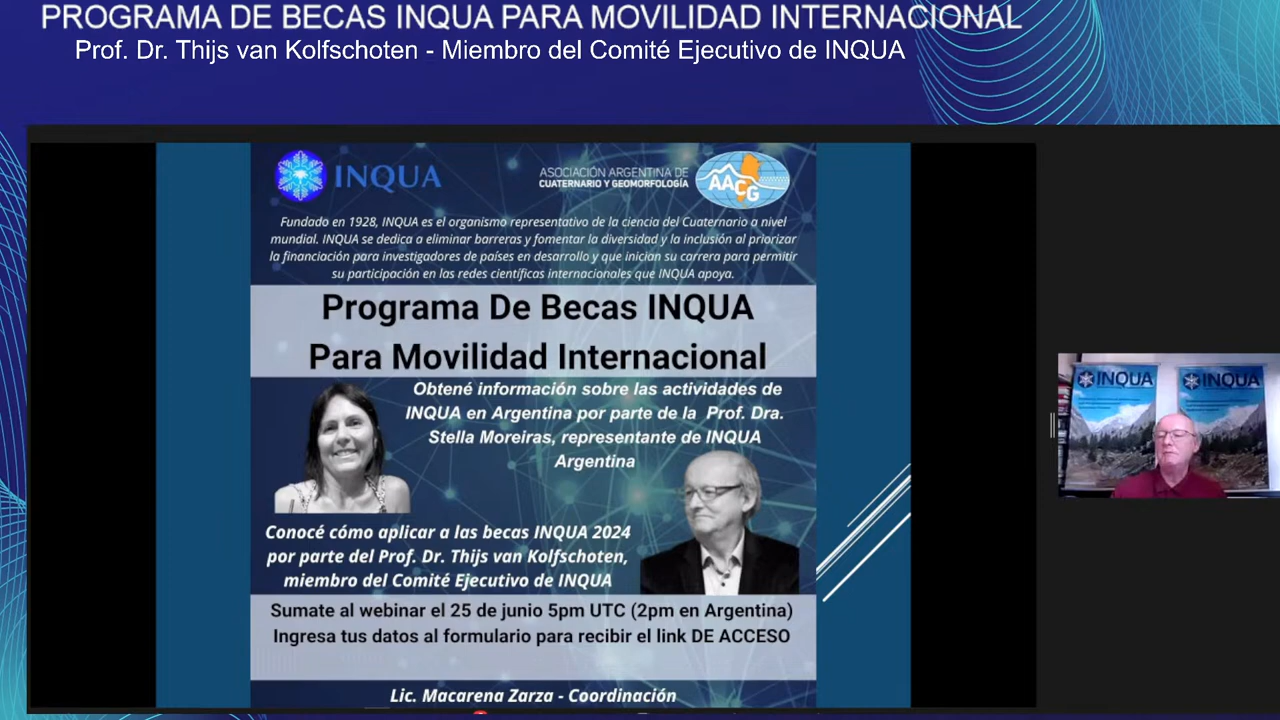 PROGRAMA DE BECAS INQUA PARA MOVILIDAD INTERNACIONAL
Prof. Dr. Thijs van Kolfschoten - Miembro del Comité Ejecutivo de INQUA
INQUA
ASOCIACIÓN ARGENTINA DE
CUATERNARIO Y GEOMORFOLOGÍA
AACG
Fundado en 1928, INQUA es el organismo representativo de la ciencia del Cuaternario a nivel
mundial. INQUA se dedica a eliminar barreras y fomentar la diversidad y la inclusión al priorizar
la financiación para investigadores de países en desarrollo y que inician su carrera para permitir
su participación en las redes científicas internacionales que INQUA apoya.
Programa De Becas INQUA
Para Movilidad Internacional
Obtené información sobre las actividades de
INQUA en Argentina por parte de la Prof. Dra.
Stella Moreiras, representante de INQUA
Argentina
Conocé cómo aplicar a las becas INQUA 2024
por parte del Prof. Dr. Thijs van Kolfschoten,
miembro del Comité Ejecutivo de INQUA
Sumate al webinar el 25 de junio 5pm UTC (2pm en Argentina)
Ingresa tus datos al formulario para recibir el link DE ACCESO
Lic. Macarena Zarza - Coordinación
INQUA
INQUA